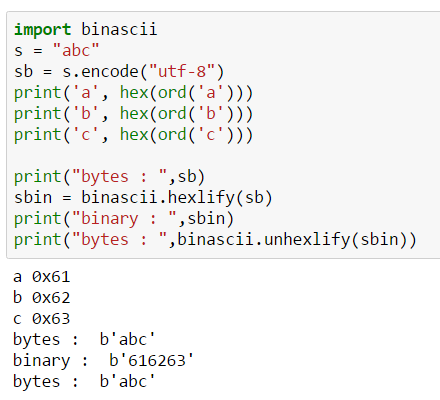 import binascii
s = "abc"
sb = s.encode("utf-8")
print('a', hex(ord('a')))
print('b', hex(ord('b')))
print('c', hex(ord('c')))

print("bytes : ",sb)
sbin = binascii.hexlify(sb)
print("binary : ",sbin)
print("bytes : ",binascii.unhexlify(sbin))
a 0x61
b 0x62
c 0x63
bytes :  b'abc'
binary :  b'616263'
bytes :  b'abc'